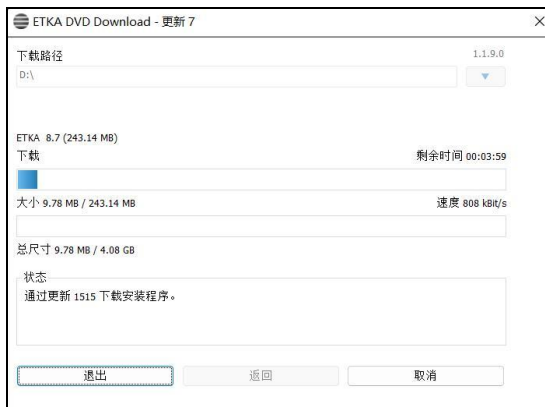 ETKA DVD Download - 更新 7
下载路径 1.1.9.0
D:\
ETKA 8.7 (243.14 MB)
下载 剩余时间 00:03:59
大小 9.78 MB / 243.14 MB 速度 808 kBit/s
总尺寸 9.78 MB / 4.08 GB
状态
通过更新 1515 下载安装程序。
退出 返回 取消